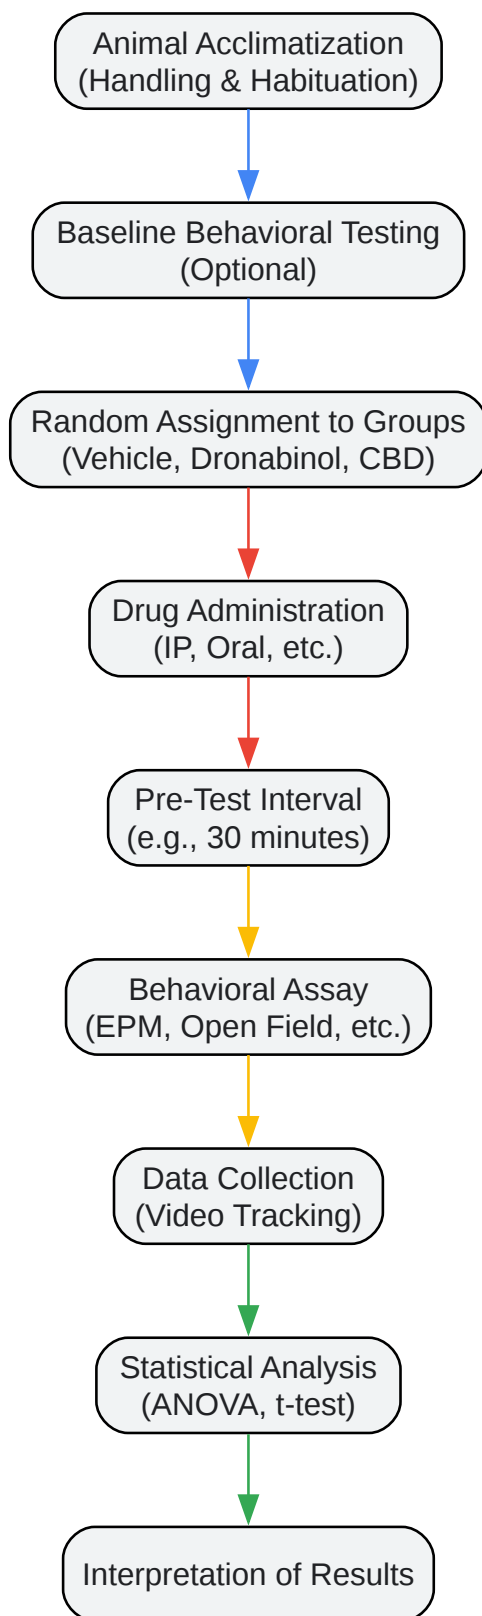 Animal Acclimatization
(Handling & Habituation)
Baseline Behavioral Testing
(Optional)
Random Assignment to Groups
(Vehicle, Dronabinol, CBD)
Drug Administration
(IP, Oral, etc.)
Pre-Test Interval
(e.g., 30 minutes)
Behavioral Assay
(EPM, Open Field, etc.)
Data Collection
(Video Tracking)
Statistical Analysis
(ANOVA, t-test)
Interpretation of Results